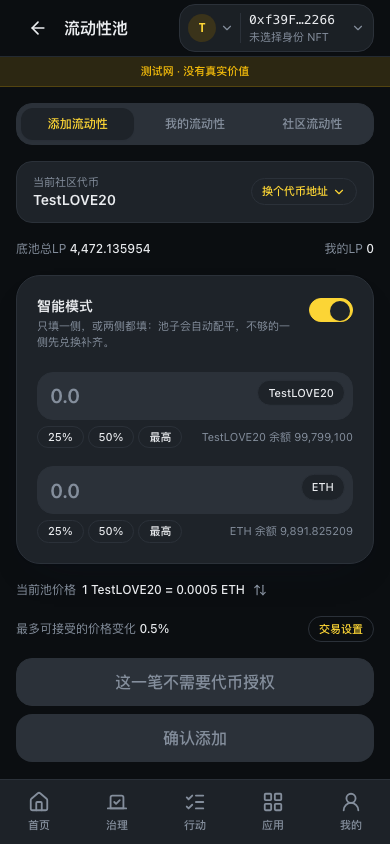 流动性池
T
0xf39F…2266
未选择身份 NFT
测试网 · 没有真实价值
添加流动性
我的流动性
社区流动性
当前社区代币
TestLOVE20
换个代币地址
底池总LP 4,472.135954
我的LP 0
智能模式
只填一侧，或两侧都填：池子会自动配平，不够的一
侧先兑换补齐。
0.0
TestLOVE20
25%
50%
最高
TestLOVE20 余额 99,799,100
0.0
ETH
25%
50%
最高
ETH 余额 9,891.825209
当前池价格 1 TestLOVE20 = 0.0005 ETH
最多可接受的价格变化 0.5%
交易设置
这一笔不需要代币授权
确认添加
首页
治理
行动
应用
我的